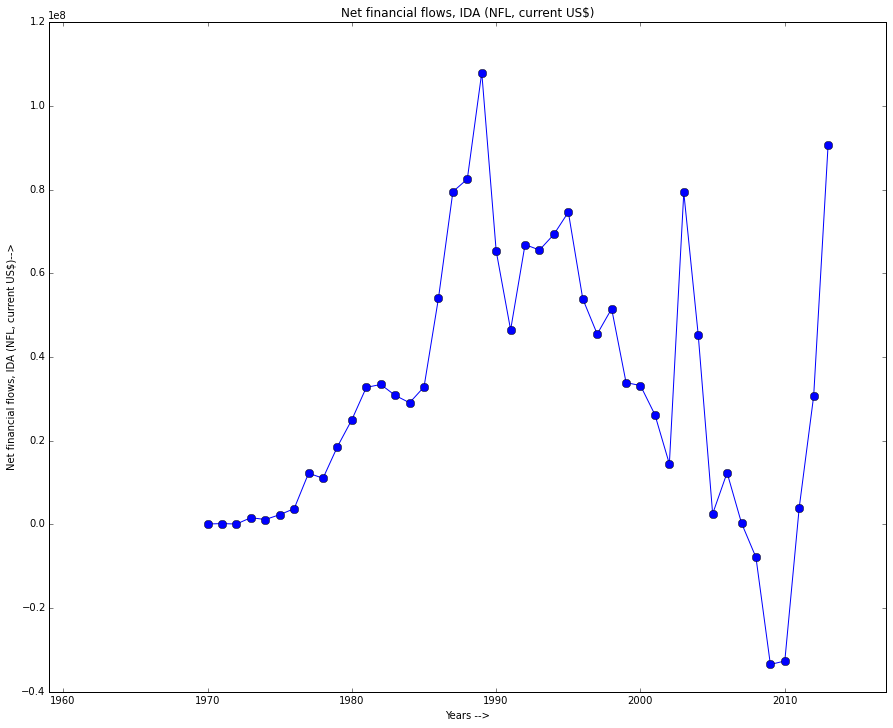 Net financial flows, IDA (NFL, current US$)
1e8
1.2
1.0
0.8
0.6
0.4
0.2
0.0
−0.2
−0.4
Net financial flows, IDA (NFL, current US$)-->
1960 1970 1980 1990 2000 2010
Years -->